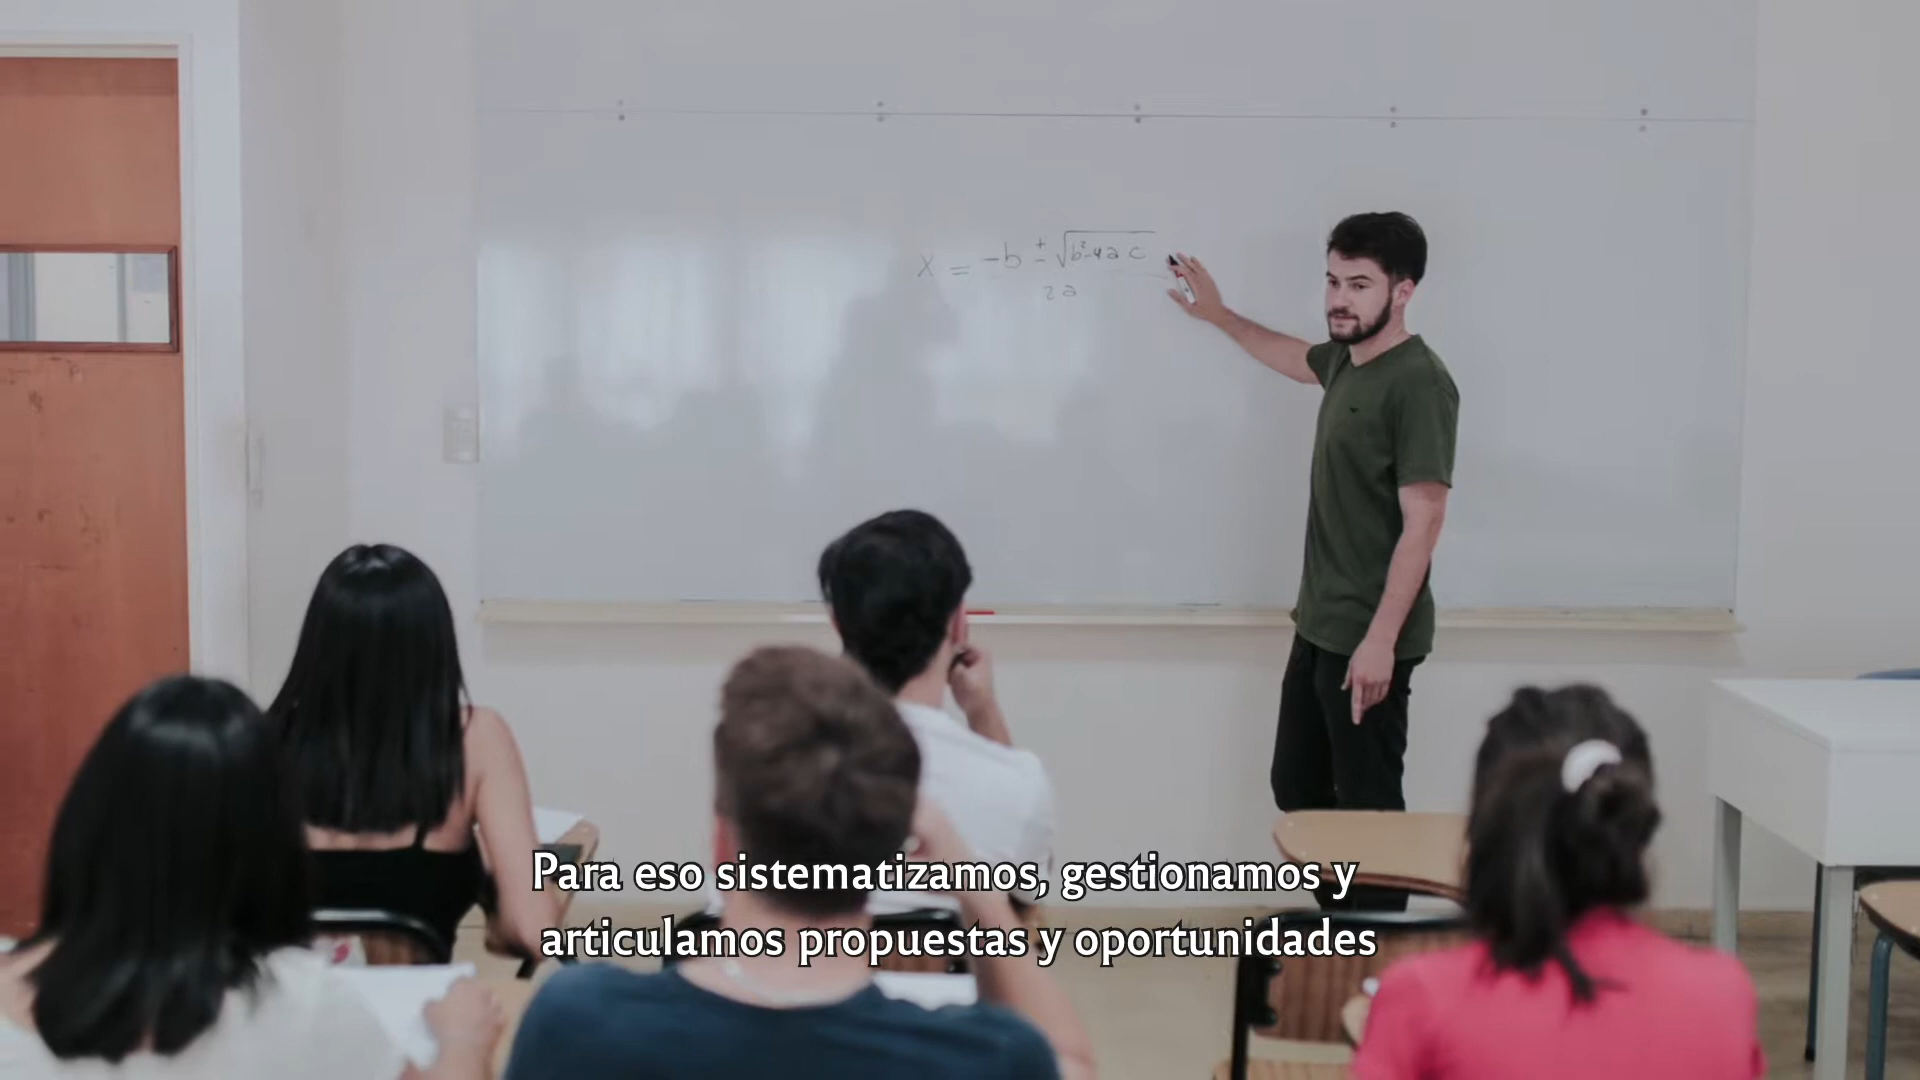 x = -b ± √b²-4ac
2a
Para eso sistematizamos, gestionamos y
articulamos propuestas y oportunidades